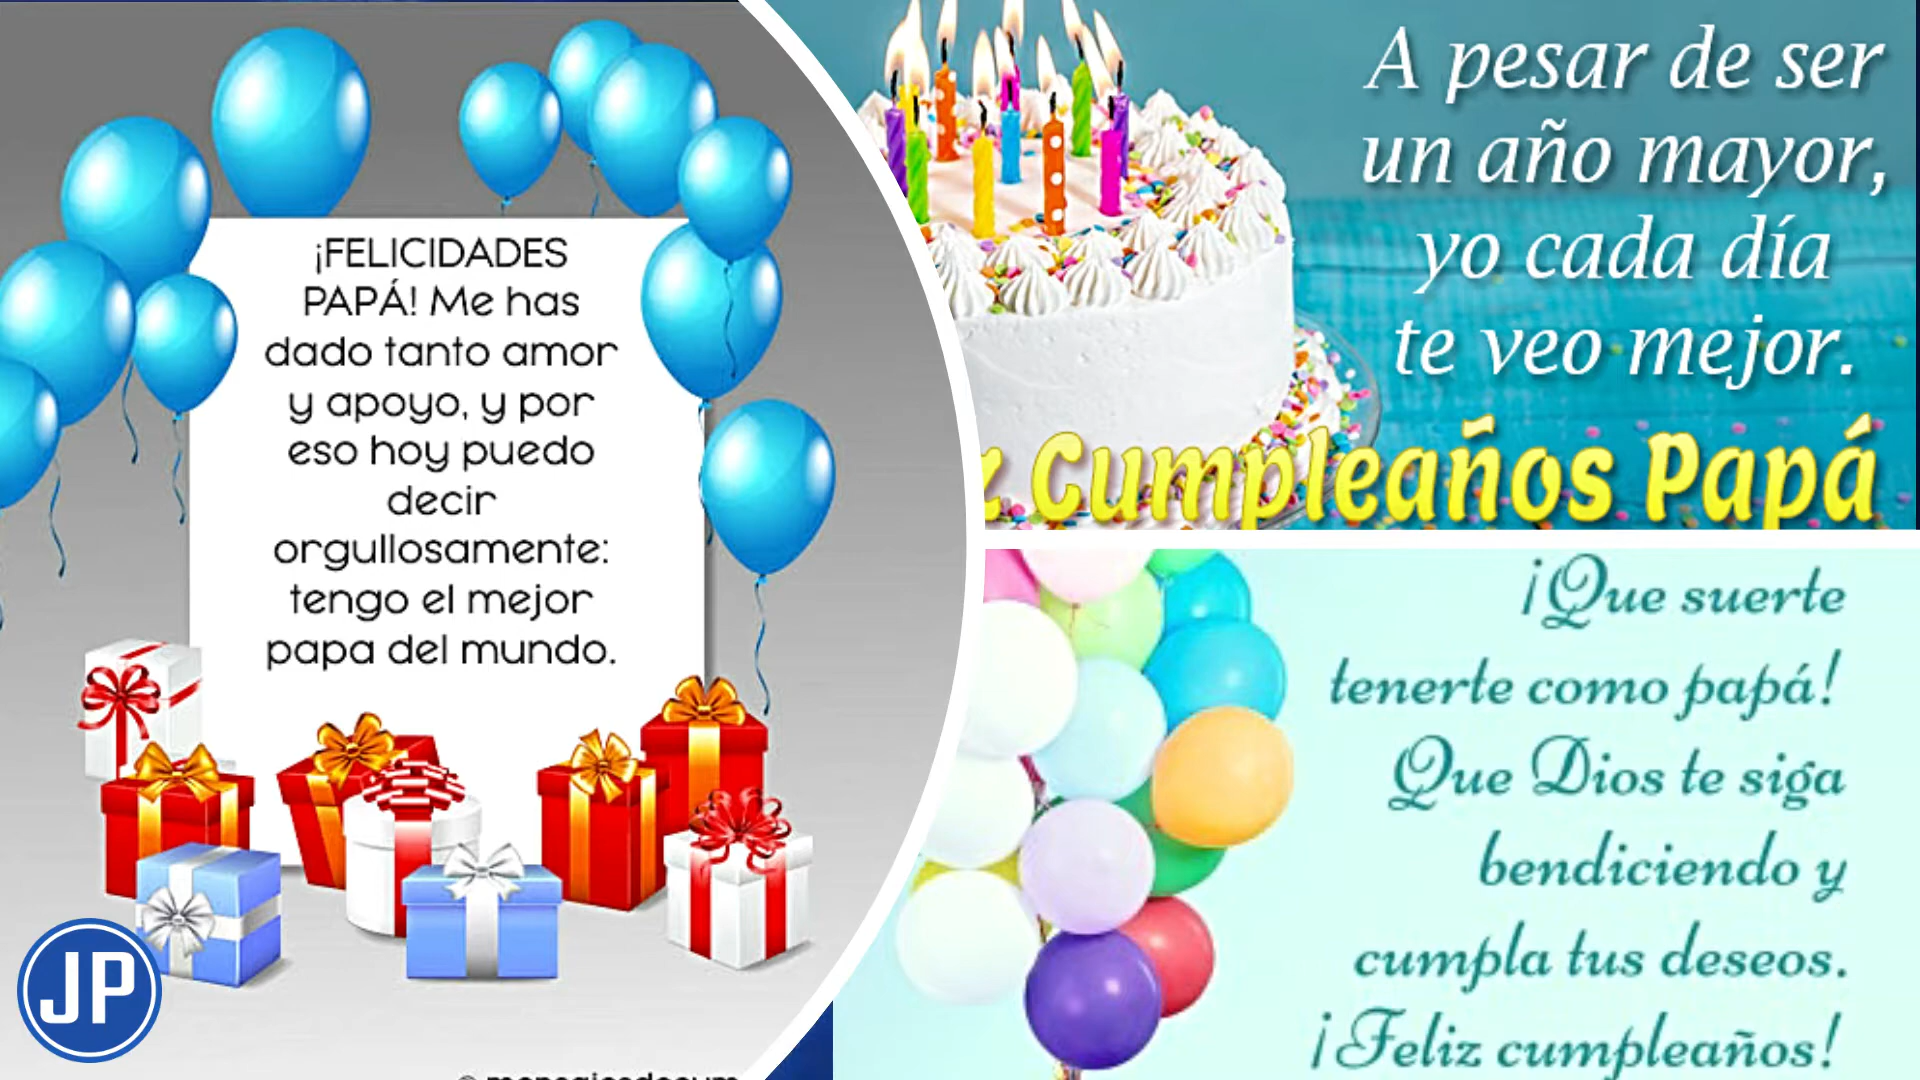 ¡FELICIDADES
PAPÁ! Me has
dado tanto amor
y apoyo, y por
eso hoy puedo
decir
orgullosamente:
tengo el mejor
papa del mundo.
JP
A pesar de ser
un año mayor,
yo cada día
te veo mejor.
z Cumpleaños Papá
¡Que suerte
tenerte como papá!
Que Dios te siga
bendiciendo y
cumpla tus deseos.
¡Feliz cumpleaños!